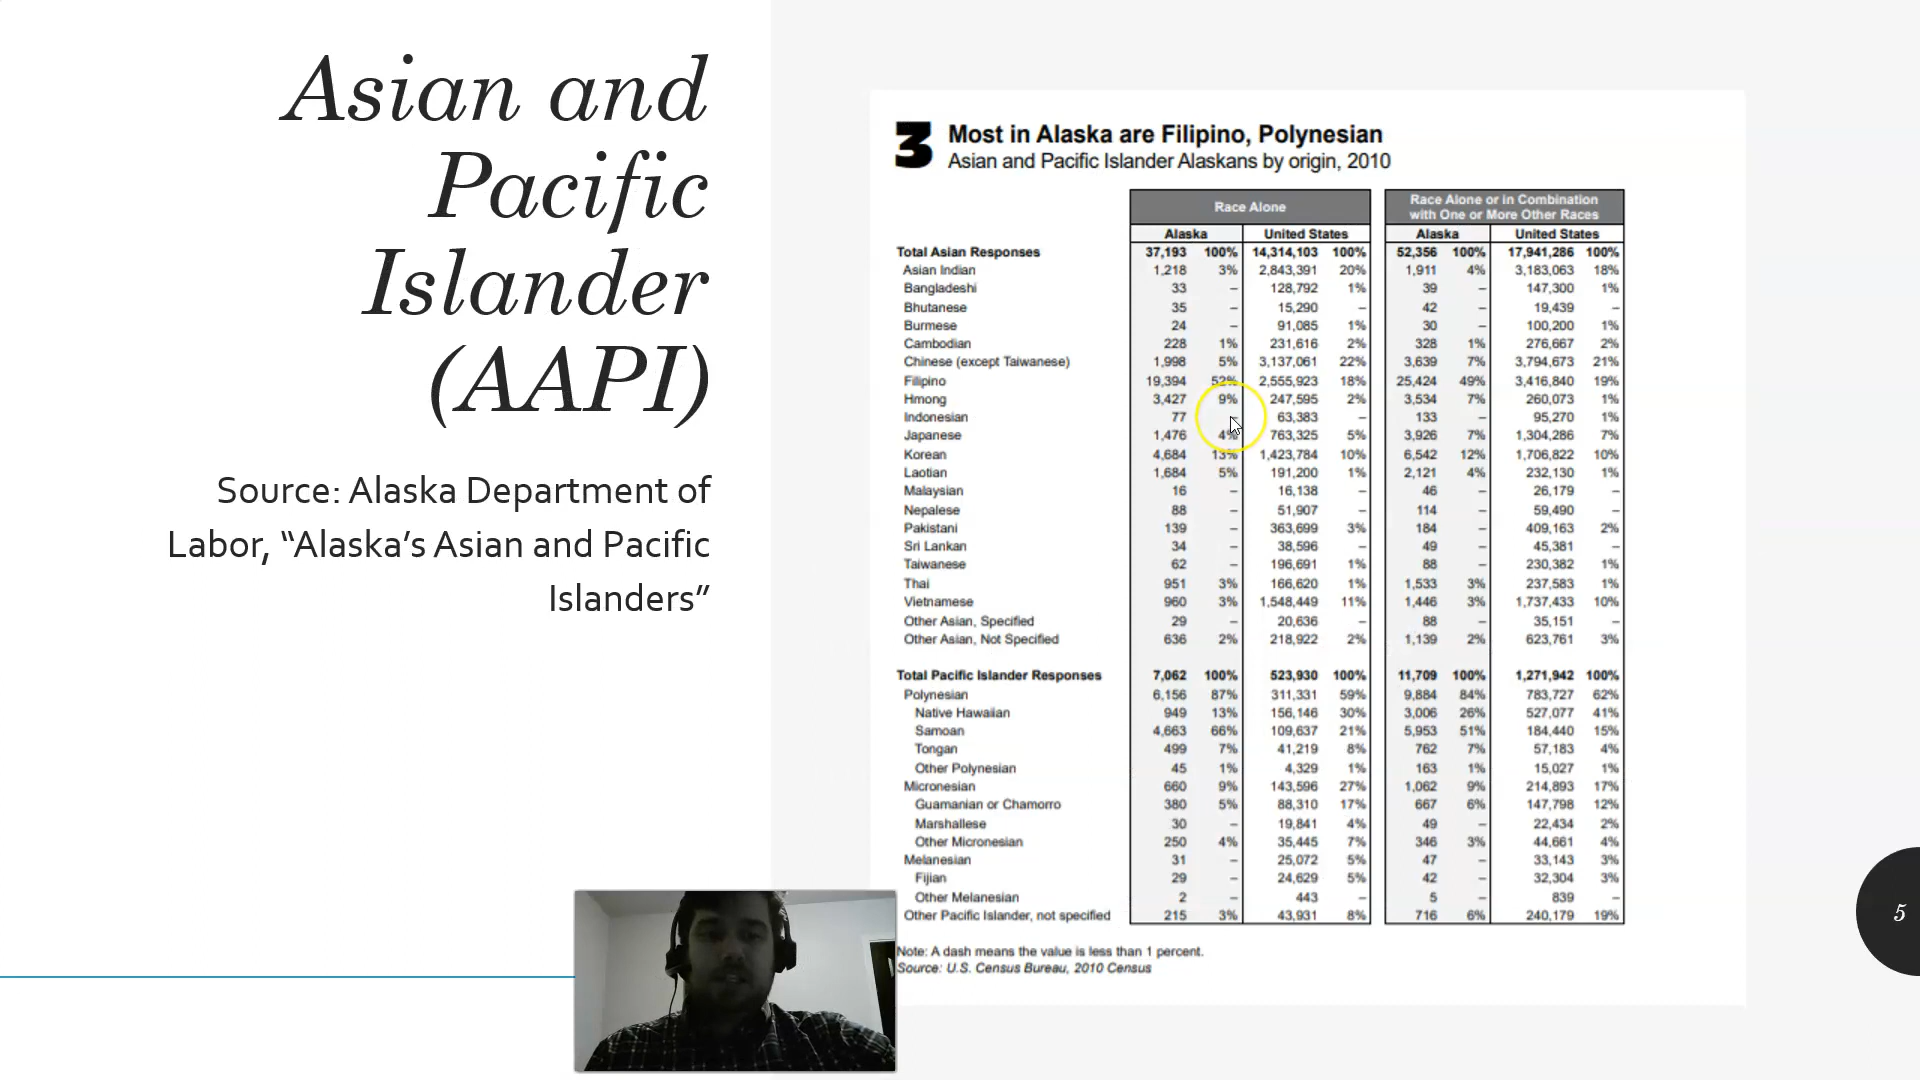 Asian and
Pacific
Islander
(AAPI)
Source: Alaska Department of
Labor, “Alaska’s Asian and Pacific
Islanders”
3 Most in Alaska are Filipino, Polynesian
Asian and Pacific Islander Alaskans by origin, 2010
Race Alone Race Alone or in Combination
with One or More Other Races
Alaska United States Alaska United States
Total Asian Responses 37,193 100% 14,314,103 100% 52,356 100% 17,941,286 100%
Asian Indian 1,218 3% 2,843,391 20% 1,911 4% 3,183,063 18%
Bangladeshi 33 – 128,792 1% 39 – 147,300 1%
Bhutanese 35 – 15,290 – 42 – 19,439 –
Burmese 24 – 91,085 1% 30 – 100,200 1%
Cambodian 228 1% 231,616 2% 328 1% 276,667 2%
Chinese (except Taiwanese) 1,998 5% 3,137,061 22% 3,639 7% 3,794,673 21%
Filipino 19,394 52% 2,555,923 18% 25,424 49% 3,416,840 19%
Hmong 3,427 9% 247,595 2% 3,534 7% 260,073 1%
Indonesian 77 – 63,383 – 133 – 95,270 1%
Japanese 1,476 4% 763,325 5% 3,926 7% 1,304,286 7%
Korean 4,684 13% 1,423,784 10% 6,542 12% 1,706,822 10%
Laotian 1,684 5% 191,200 1% 2,121 4% 232,130 1%
Malaysian 16 – 16,138 – 46 – 26,179 –
Nepalese 88 – 51,907 – 114 – 59,490 –
Pakistani 139 – 363,699 3% 184 – 409,163 2%
Sri Lankan 34 – 38,596 – 49 – 45,381 –
Taiwanese 62 – 196,691 1% 88 – 230,382 1%
Thai 951 3% 166,620 1% 1,533 3% 237,583 1%
Vietnamese 960 3% 1,548,449 11% 1,446 3% 1,737,433 10%
Other Asian, Specified 29 – 20,636 – 88 – 35,151 –
Other Asian, Not Specified 636 2% 218,922 2% 1,139 2% 623,761 3%
Total Pacific Islander Responses 7,062 100% 523,930 100% 11,709 100% 1,271,942 100%
Polynesian 6,156 87% 311,331 59% 9,884 84% 783,727 62%
Native Hawaiian 949 13% 156,146 30% 3,006 26% 527,077 41%
Samoan 4,663 66% 109,637 21% 5,953 51% 184,440 15%
Tongan 499 7% 41,219 8% 762 7% 57,183 4%
Other Polynesian 45 1% 4,329 1% 163 1% 15,027 1%
Micronesian 660 9% 143,596 27% 1,062 9% 214,893 17%
Guamanian or Chamorro 380 5% 88,310 17% 667 6% 147,798 12%
Marshallese 30 – 19,841 4% 49 – 22,434 2%
Other Micronesian 250 4% 35,445 7% 346 3% 44,661 4%
Melanesian 31 – 25,072 5% 47 – 33,143 3%
Fijian 29 – 24,629 5% 42 – 32,304 3%
Other Melanesian 2 – 443 – 5 – 839 –
Other Pacific Islander, not specified 215 3% 43,931 8% 716 6% 240,179 19%
Note: A dash means the value is less than 1 percent.
Source: U.S. Census Bureau, 2010 Census
5